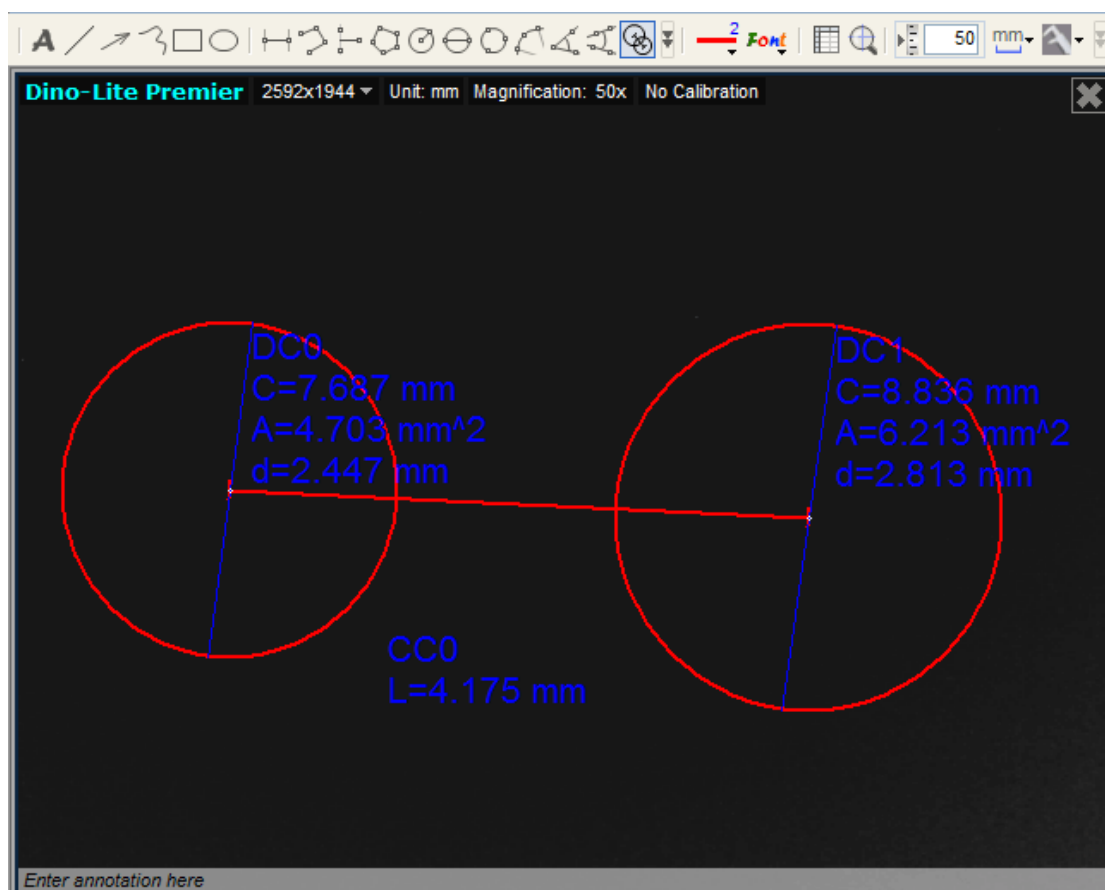 A 2 Font 50 mm
Dino-Lite Premier 2592x1944 Unit: mm Magnification: 50x No Calibration
DC0
C=7.687 mm
A=4.703 mm^2
d=2.447 mm
DC1
C=8.836 mm
A=6.213 mm^2
d=2.813 mm
CC0
L=4.175 mm
Enter annotation here